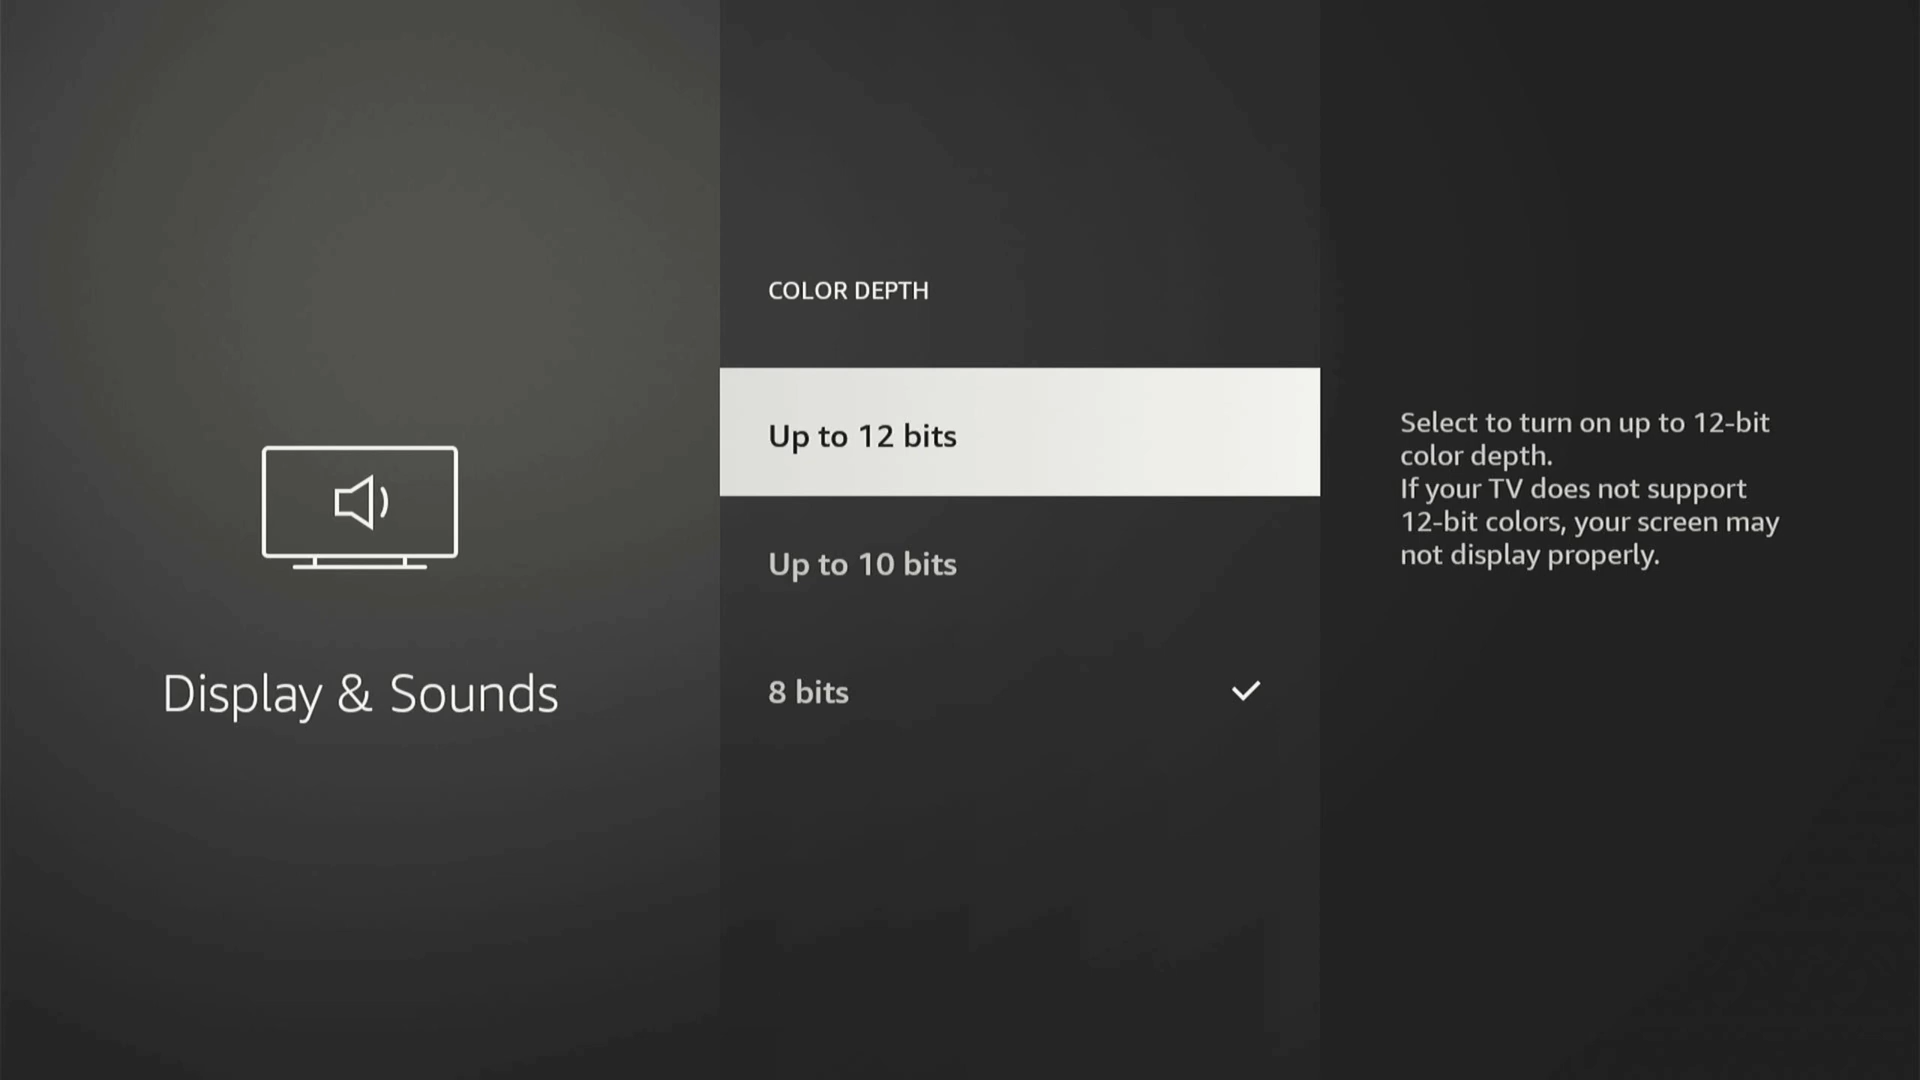 COLOR DEPTH
Up to 12 bits
Up to 10 bits
8 bits
Display & Sounds
Select to turn on up to 12-bit
color depth.
If your TV does not support
12-bit colors, your screen may
not display properly.